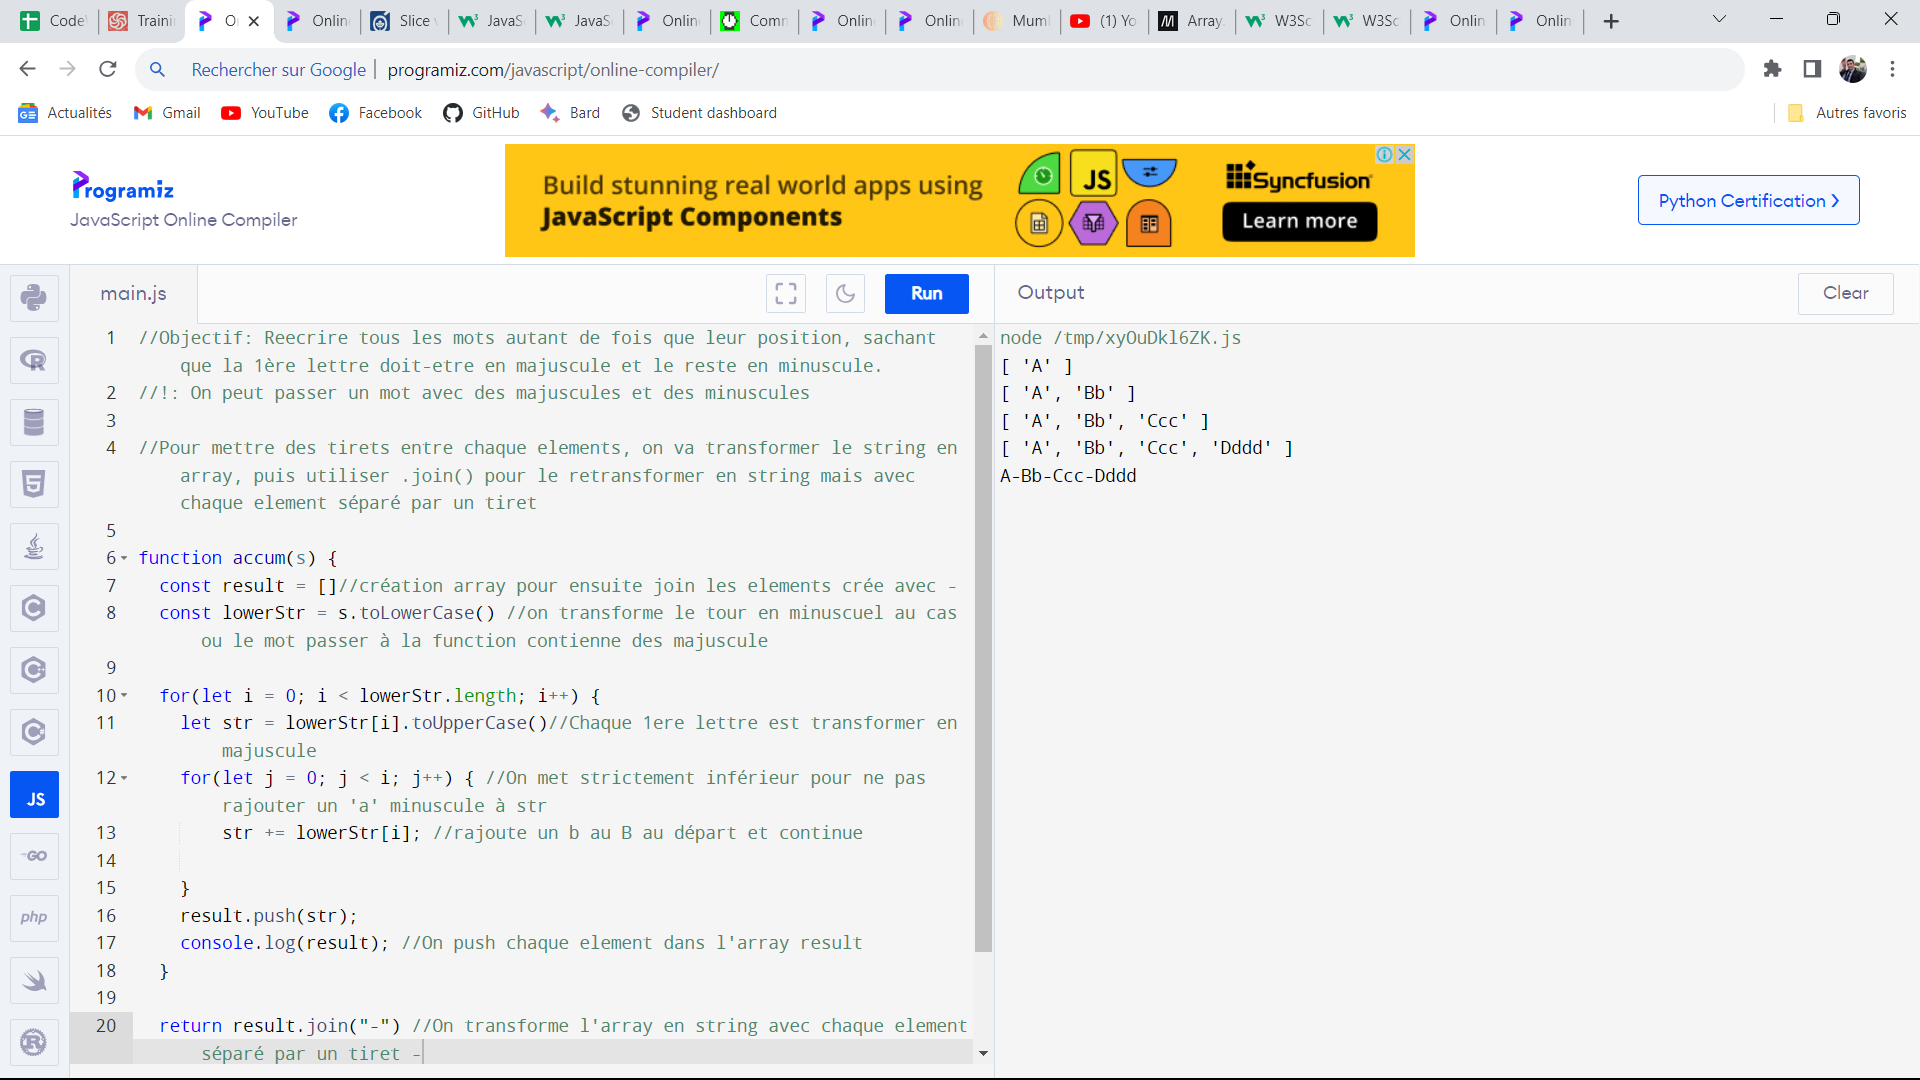 Code
Traini
O
Online
Slice v
JavaSc
JavaSc
Online
Comm
Online
Online
Mumb
(1) Yo
Array.
W3Sc
W3Sc
Onlin
Onlin
Rechercher sur Google | programiz.com/javascript/online-compiler/
Actualités
Gmail
YouTube
Facebook
GitHub
Bard
Student dashboard
Autres favoris
Programiz
JavaScript Online Compiler
Build stunning real world apps using
JavaScript Components
JS
Syncfusion
Learn more
Python Certification
main.js
Run
Output
Clear
1 //Objectif: Reecrire tous les mots autant de fois que leur position, sachant
que la 1ère lettre doit-etre en majuscule et le reste en minuscule.
2 //!: On peut passer un mot avec des majuscules et des minuscules
3
4 //Pour mettre des tirets entre chaque elements, on va transformer le string en
array, puis utiliser .join() pour le retransformer en string mais avec
chaque element séparé par un tiret
5
6 function accum(s) {
7 const result = []//création array pour ensuite join les elements crée avec -
8 const lowerStr = s.toLowerCase() //on transforme le tour en minuscuel au cas
ou le mot passer à la function contienne des majuscule
9
10 for(let i = 0; i < lowerStr.length; i++) {
11 let str = lowerStr[i].toUpperCase()//Chaque 1ere lettre est transformer en
majuscule
12 for(let j = 0; j < i; j++) { //On met strictement inférieur pour ne pas
rajouter un 'a' minuscule à str
13 str += lowerStr[i]; //rajoute un b au B au départ et continue
14
15 }
16 result.push(str);
17 console.log(result); //On push chaque element dans l'array result
18 }
19
20 return result.join("-") //On transforme l'array en string avec chaque element
séparé par un tiret -
node /tmp/xyOuDkl6ZK.js
[ 'A' ]
[ 'A', 'Bb' ]
[ 'A', 'Bb', 'Ccc' ]
[ 'A', 'Bb', 'Ccc', 'Dddd' ]
A-Bb-Ccc-Dddd
JS
GO
php